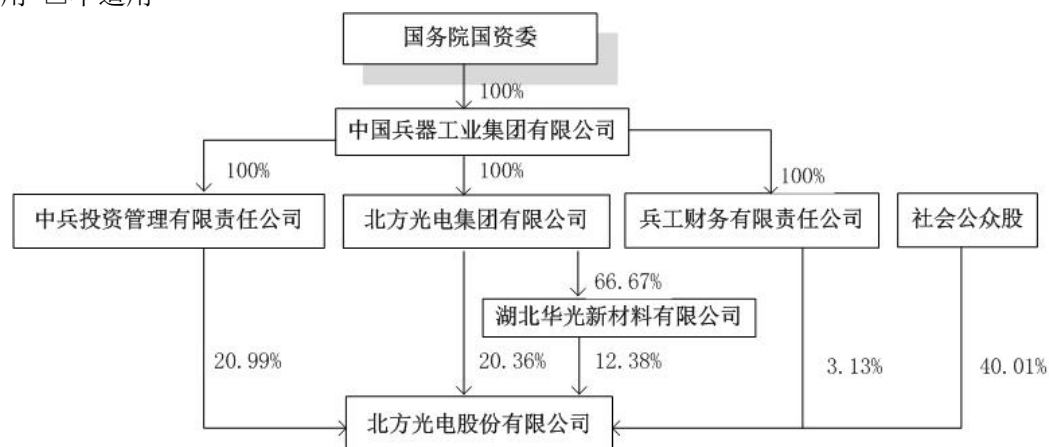 国务院国资委
100%
中国兵器工业集团有限公司
100%
100%
100%
中兵投资管理有限责任公司
北方光电集团有限公司
兵工财务有限责任公司
社会公众股
66.67%
湖北华光新材料有限公司
20.99%
20.36%
12.38%
3.13%
40.01%
北方光电股份有限公司